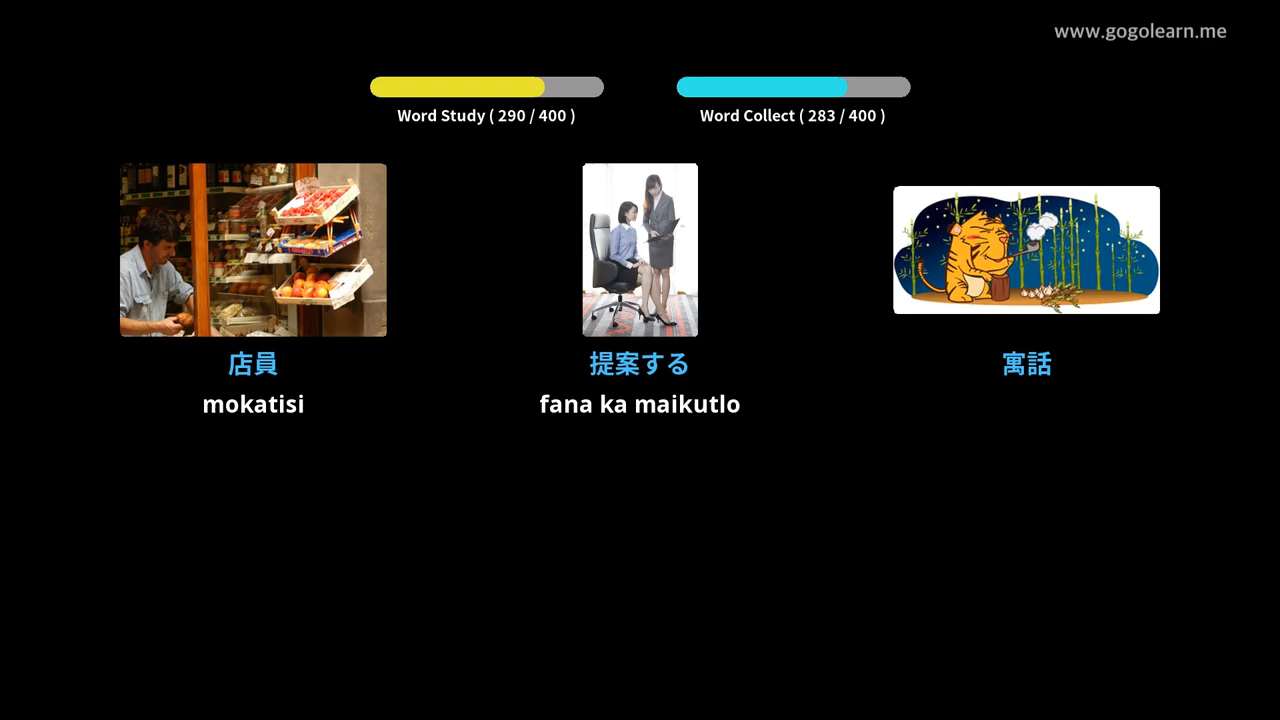 www.gogolearn.me
Word Study ( 290 / 400 )
Word Collect ( 283 / 400 )
店員
提案する
寓話
mokatisi
fana ka maikutlo